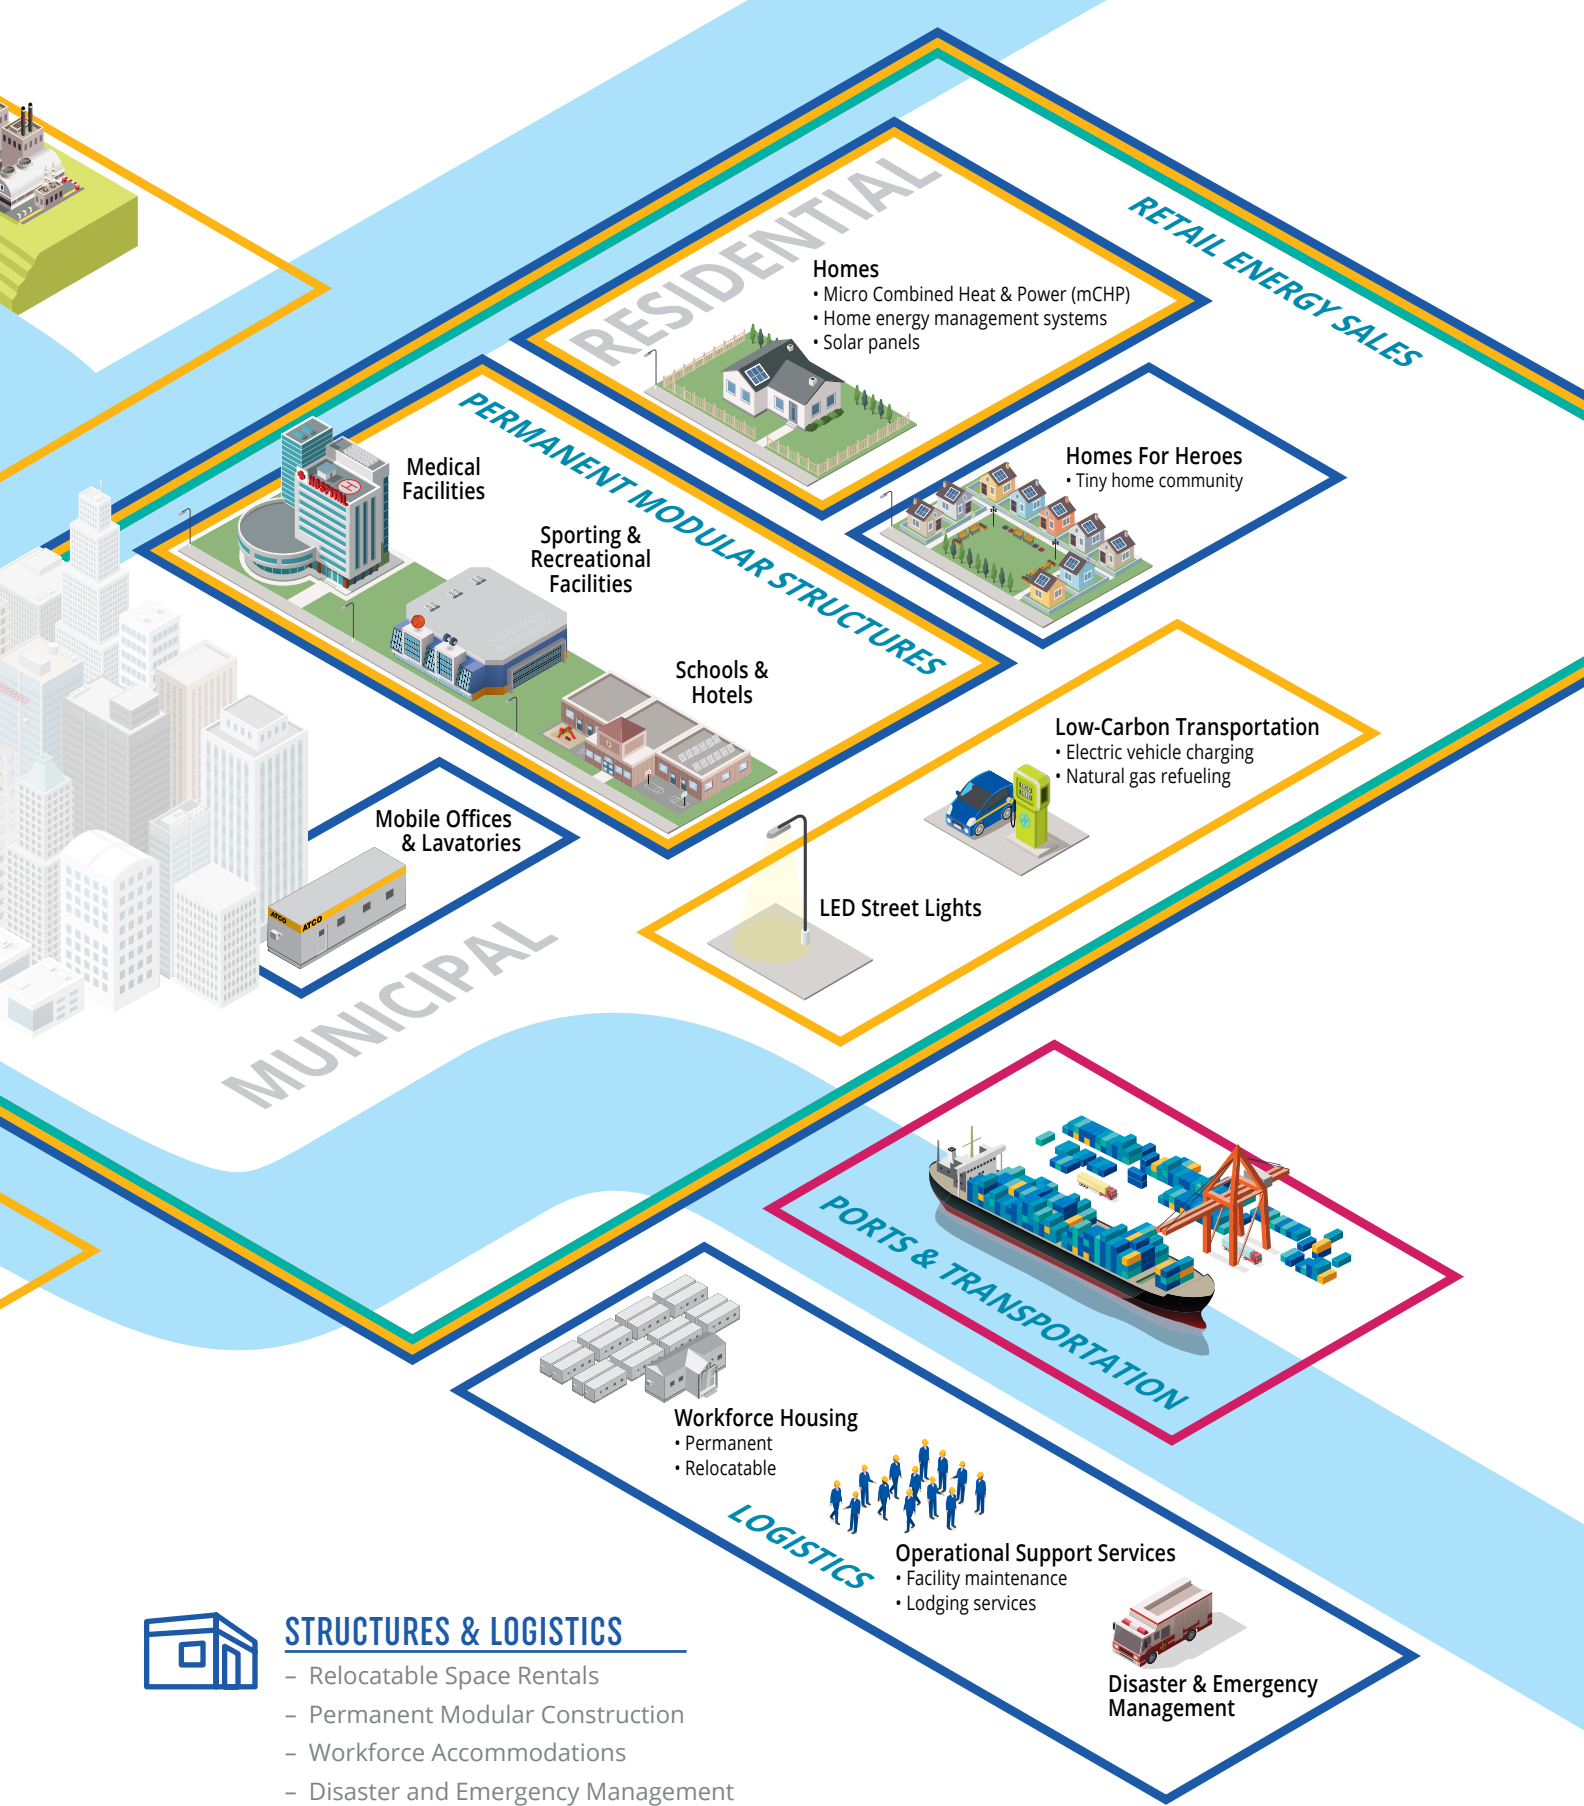 RETAIL ENERGY SALES
RESIDENTIAL
Homes
• Micro Combined Heat & Power (mCHP)
• Home energy management systems
• Solar panels
PERMANENT MODULAR STRUCTURES
Medical
Facilities
HOSPITAL
H
Sporting &
Recreational
Facilities
Schools &
Hotels
Homes For Heroes
• Tiny home community
Low-Carbon Transportation
• Electric vehicle charging
• Natural gas refueling
LED Street Lights
Mobile Offices
& Lavatories
ATCO
ATCO
MUNICIPAL
PORTS & TRANSPORTATION
Workforce Housing
• Permanent
• Relocatable
LOGISTICS
Operational Support Services
• Facility maintenance
• Lodging services
Disaster & Emergency
Management
STRUCTURES & LOGISTICS
– Relocatable Space Rentals
– Permanent Modular Construction
– Workforce Accommodations
– Disaster and Emergency Management